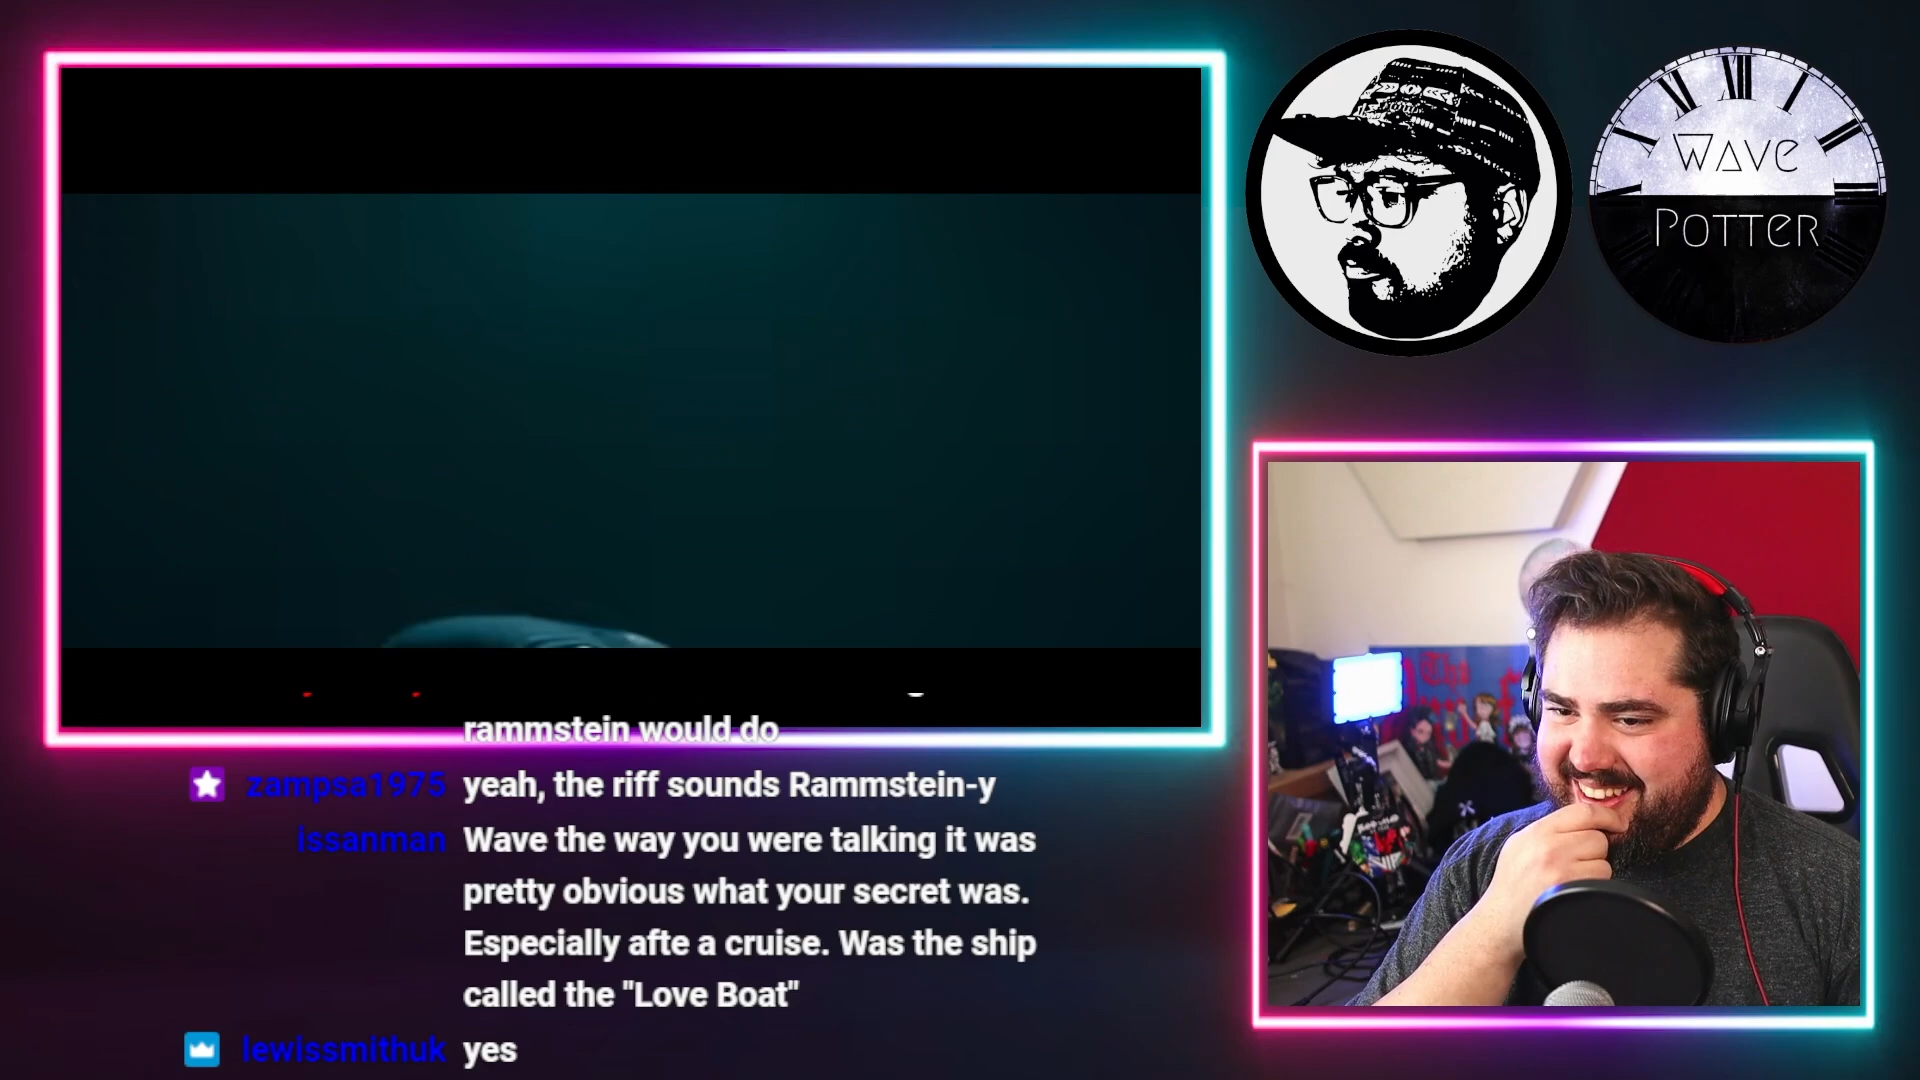 WAVE
POTTER
rammstein would do
zampsa1975 yeah, the riff sounds Rammstein-y
issanman Wave the way you were talking it was
pretty obvious what your secret was.
Especially afte a cruise. Was the ship
called the "Love Boat"
lewissmithuk yes